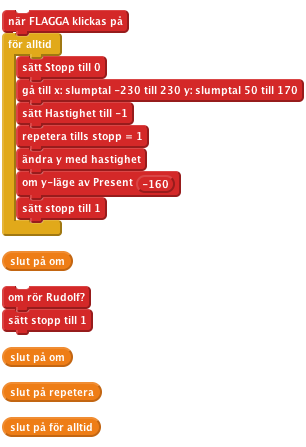 när FLAGGA klickas på
för alltid
sätt Stopp till 0
gå till x: slumptal -230 till 230 y: slumptal 50 till 170
sätt Hastighet till -1
repetera tills stopp = 1
ändra y med hastighet
om y-läge av Present -160
sätt stopp till 1
slut på om
om rör Rudolf?
sätt stopp till 1
slut på om
slut på repetera
slut på för alltid